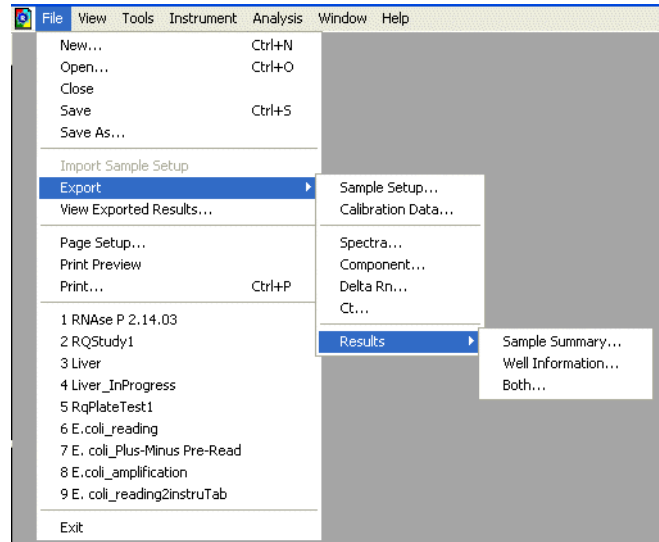 File View Tools Instrument Analysis Window Help
New... Ctrl+N
Open... Ctrl+O
Close
Save Ctrl+S
Save As...
Import Sample Setup
Export
View Exported Results...
Page Setup...
Print Preview
Print... Ctrl+P
1 RNAse P 2.14.03
2 RQStudy1
3 Liver
4 Liver_InProgress
5 RqPlateTest1
6 E.coli_reading
7 E. coli_Plus-Minus Pre-Read
8 E.coli_amplification
9 E. coli_reading2instruTab
Exit
Sample Setup...
Calibration Data...
Spectra...
Component...
Delta Rn...
Ct...
Results
Sample Summary...
Well Information...
Both...